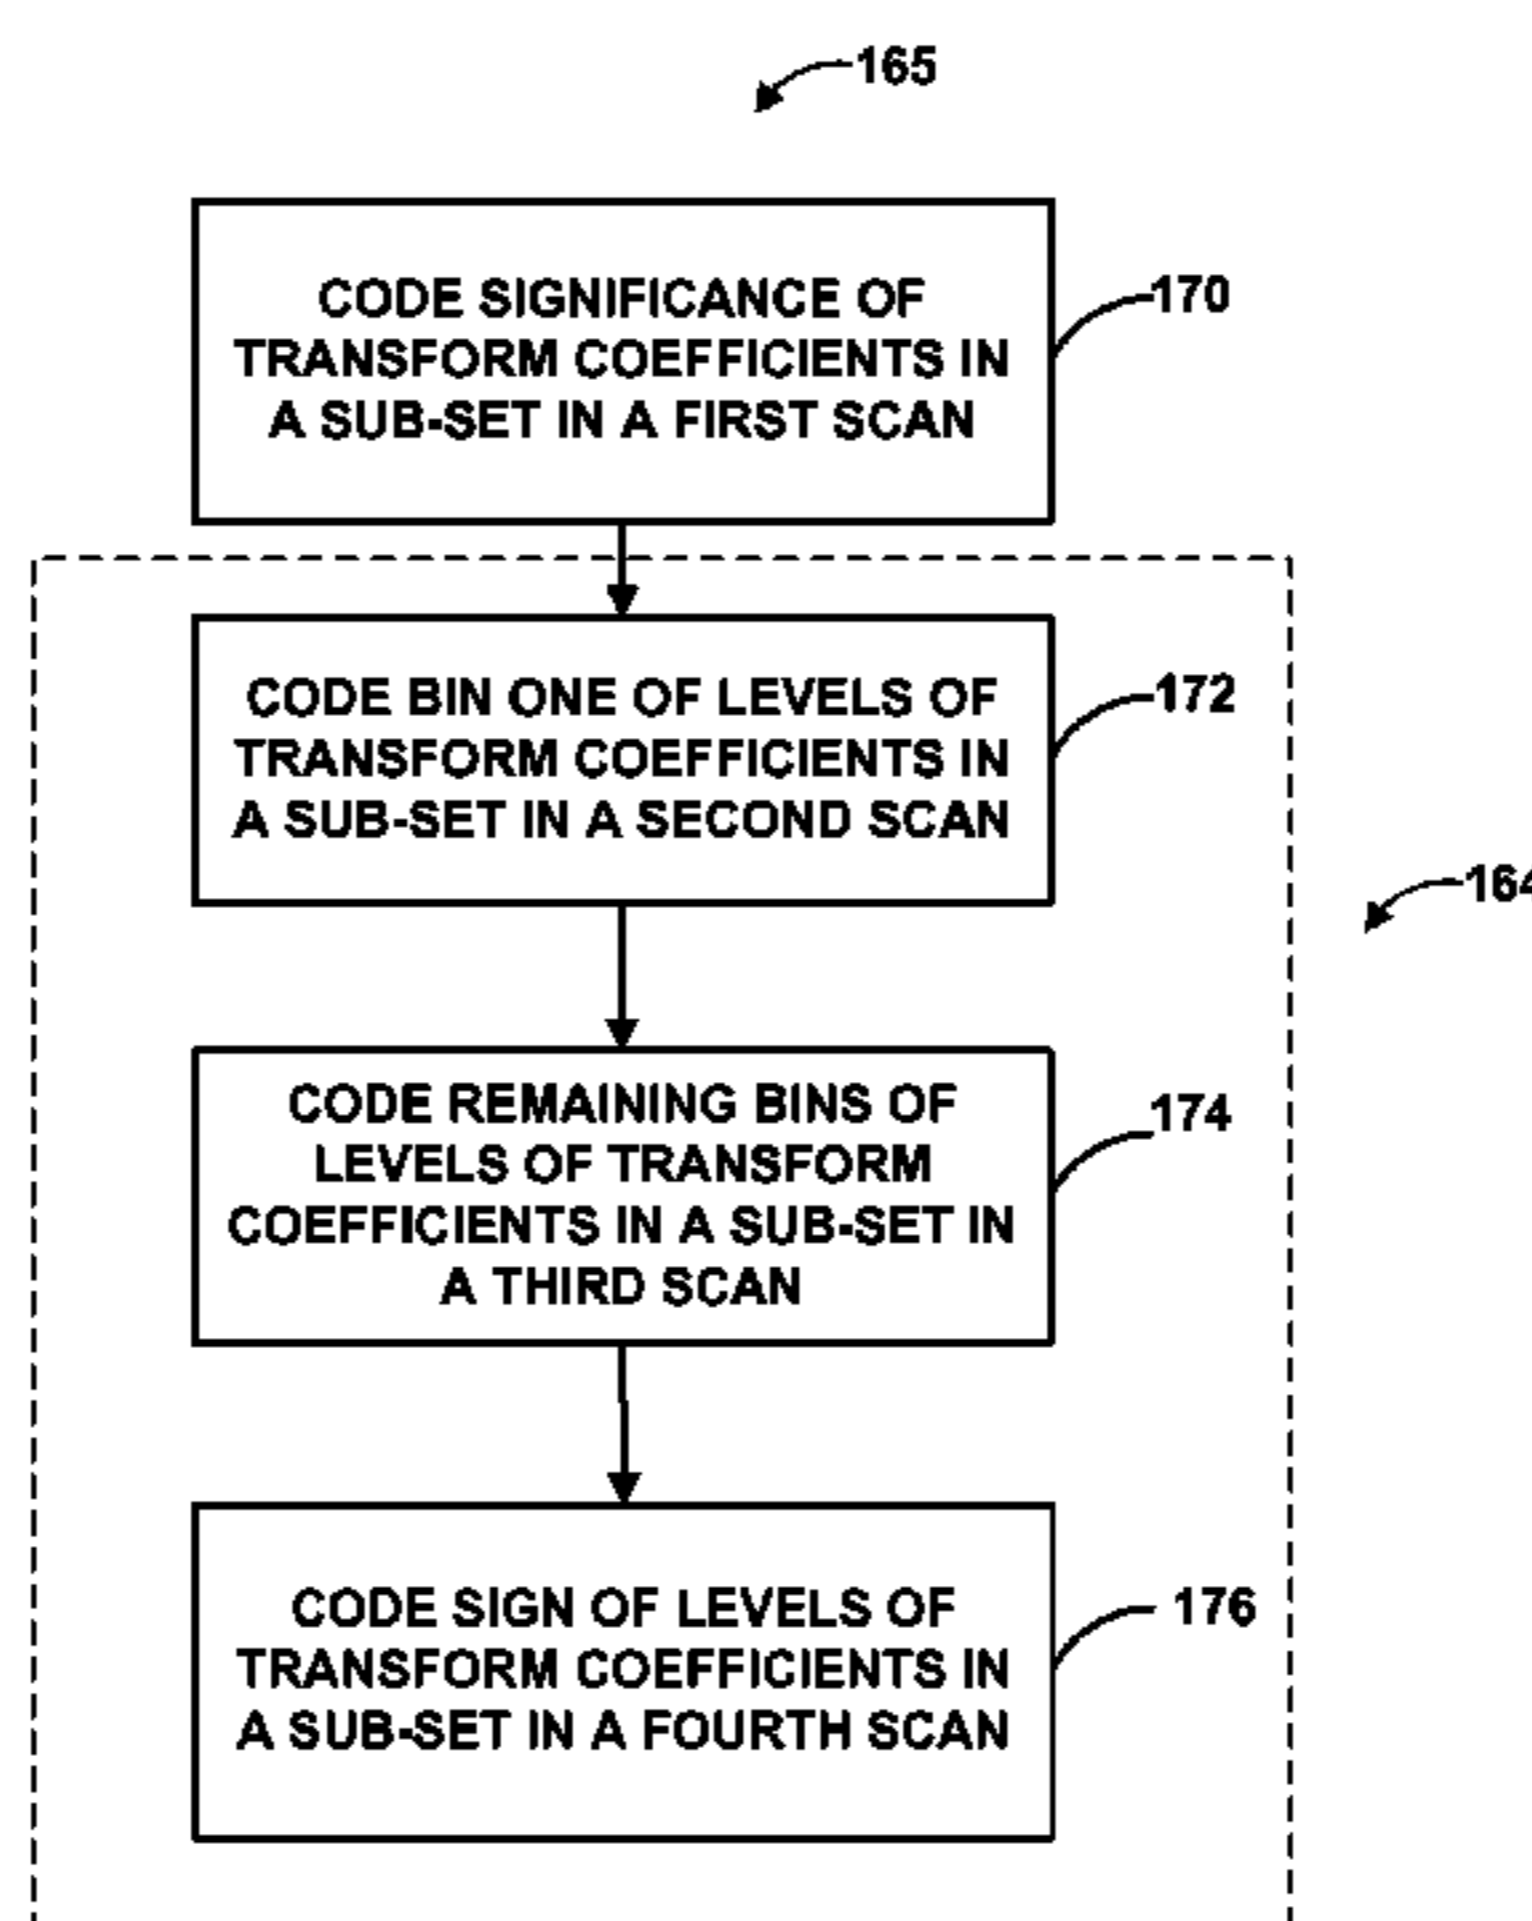 165
CODE SIGNIFICANCE OF
TRANSFORM COEFFICIENTS IN
A SUB-SET IN A FIRST SCAN
170
CODE BIN ONE OF LEVELS OF
TRANSFORM COEFFICIENTS IN
A SUB-SET IN A SECOND SCAN
172
164
CODE REMAINING BINS OF
LEVELS OF TRANSFORM
COEFFICIENTS IN A SUB-SET IN
A THIRD SCAN
174
CODE SIGN OF LEVELS OF
TRANSFORM COEFFICIENTS IN
A SUB-SET IN A FOURTH SCAN
176